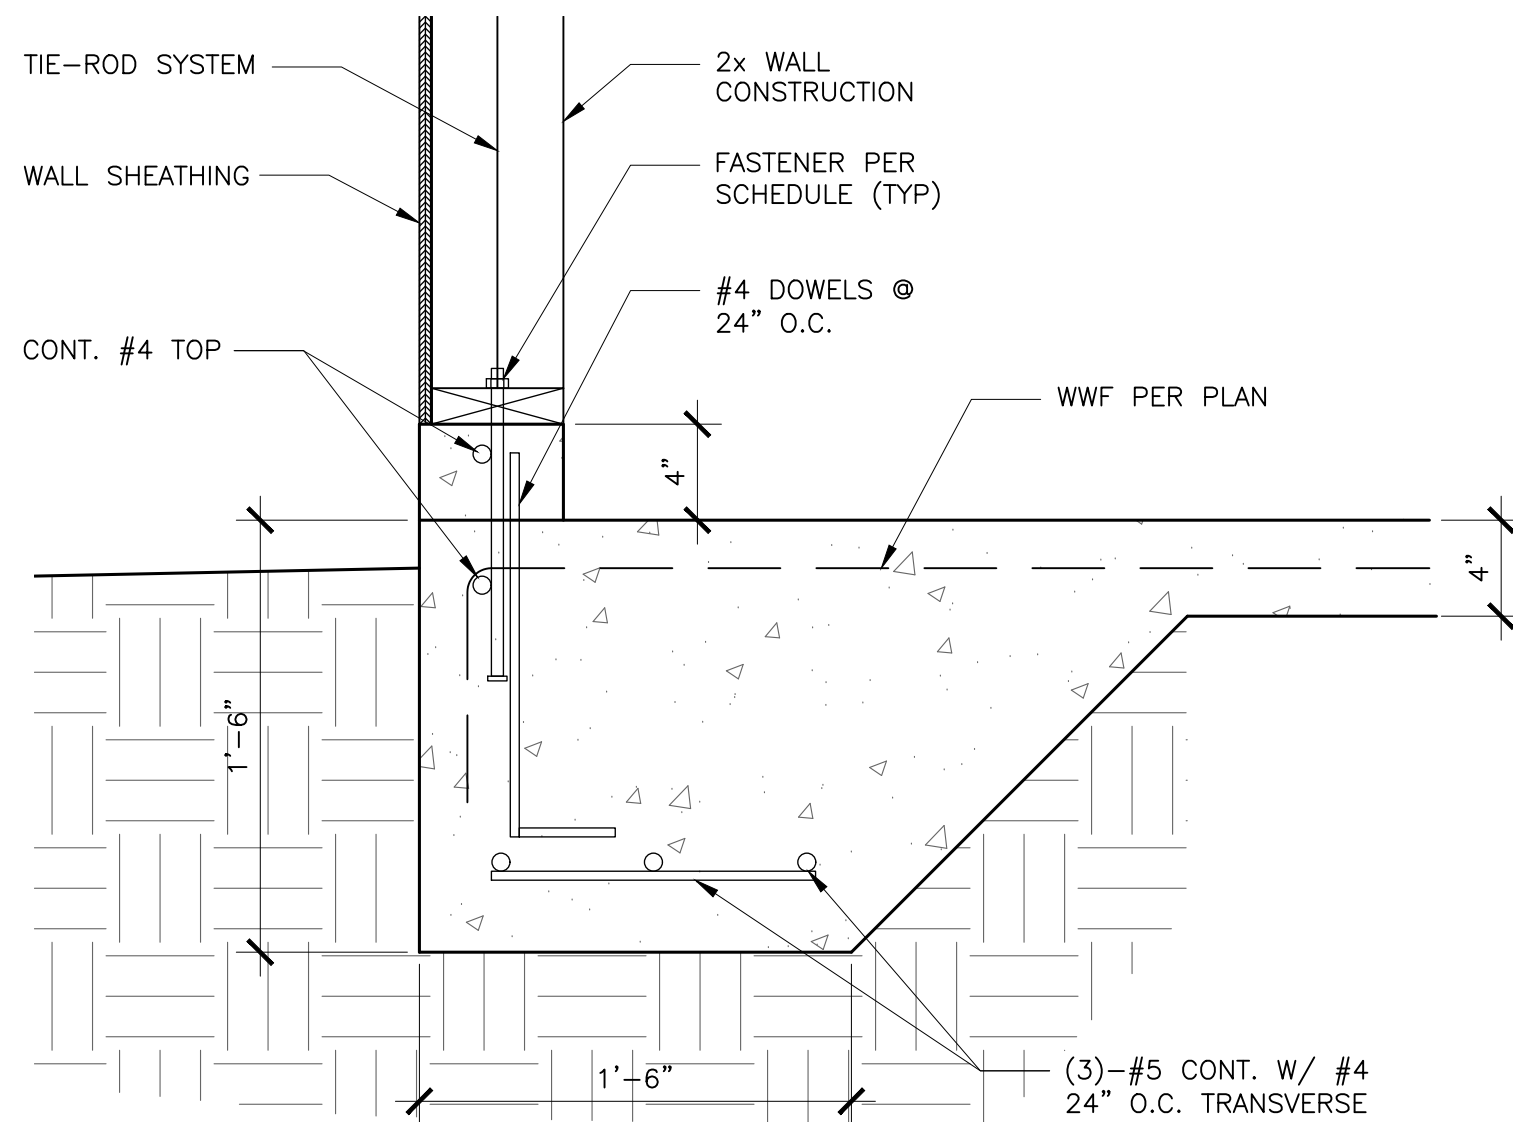 TIE-ROD SYSTEM
2x WALL
CONSTRUCTION
WALL SHEATHING
FASTENER PER
SCHEDULE (TYP)
#4 DOWELS @
24" O.C.
CONT. #4 TOP
WWF PER PLAN
4"
4"
1'-6"
1'-6"
(3)-#5 CONT. W/ #4
24" O.C. TRANSVERSE